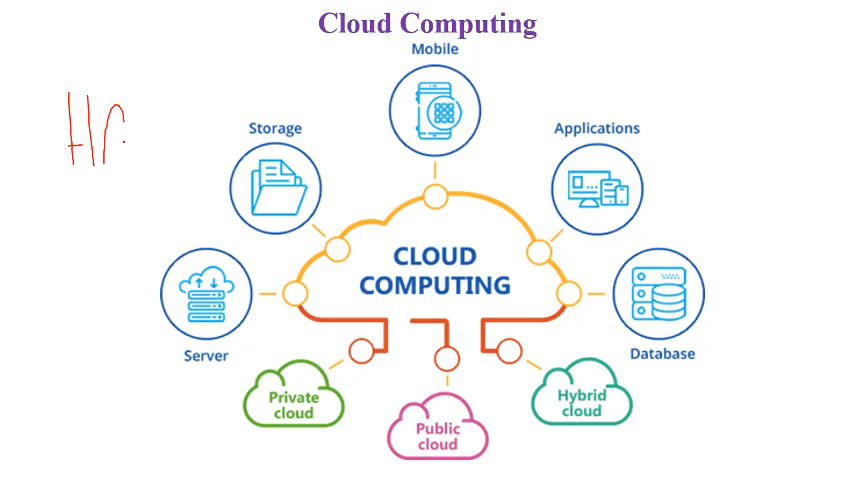 Cloud Computing
Mobile
Storage
Applications
CLOUD
COMPUTING
Server
Database
Private
cloud
Public
cloud
Hybrid
cloud